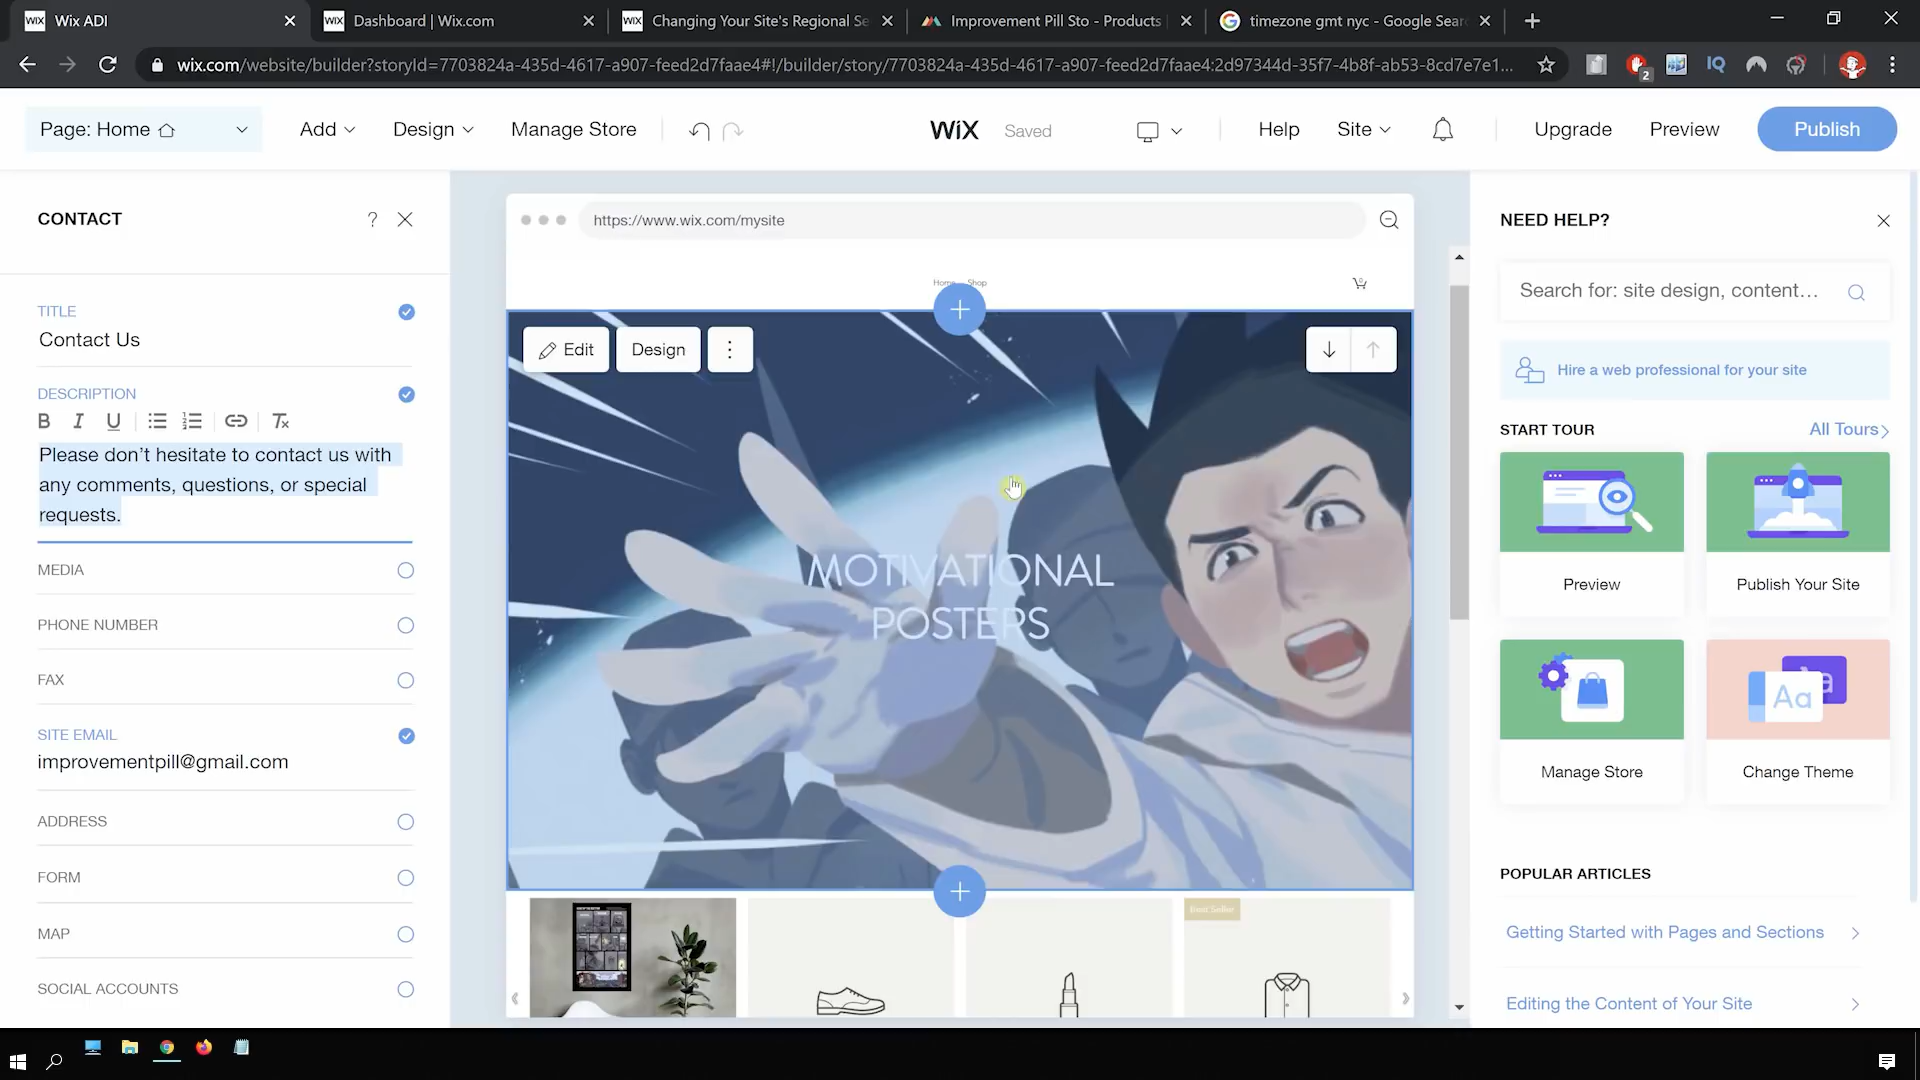 Wix ADI
Dashboard | Wix.com
Changing Your Site's Regional Se
Improvement Pill Sto - Products
timezone gmt nyc - Google Sear
wix.com/website/builder?storyId=7703824a-435d-4617-a907-feed2d7faae4#!/builder/story/7703824a-435d-4617-a907-feed2d7faae4:2d97344d-35f7-4b8f-ab53-8cd7e7e1...
2
IQ
Page: Home
Add
Design
Manage Store
WiX
Saved
Help
Site
Upgrade
Preview
Publish
CONTACT
?
TITLE
Contact Us
DESCRIPTION
B I U
Please don't hesitate to contact us with
any comments, questions, or special
requests.
MEDIA
PHONE NUMBER
FAX
SITE EMAIL
improvementpill@gmail.com
ADDRESS
FORM
MAP
SOCIAL ACCOUNTS
https://www.wix.com/mysite
Home
Shop
Edit
Design
MOTIVATIONAL
POSTERS
Best Seller
NEED HELP?
Search for: site design, content...
Hire a web professional for your site
START TOUR
All Tours
Preview
Publish Your Site
Aa
Manage Store
Change Theme
POPULAR ARTICLES
Getting Started with Pages and Sections
Editing the Content of Your Site